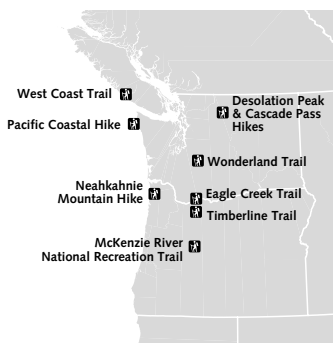 West Coast Trail
Desolation Peak
& Cascade Pass
Hikes
Pacific Coastal Hike
Wonderland Trail
Neahkahnie
Mountain Hike
Eagle Creek Trail
Timberline Trail
McKenzie River
National Recreation Trail